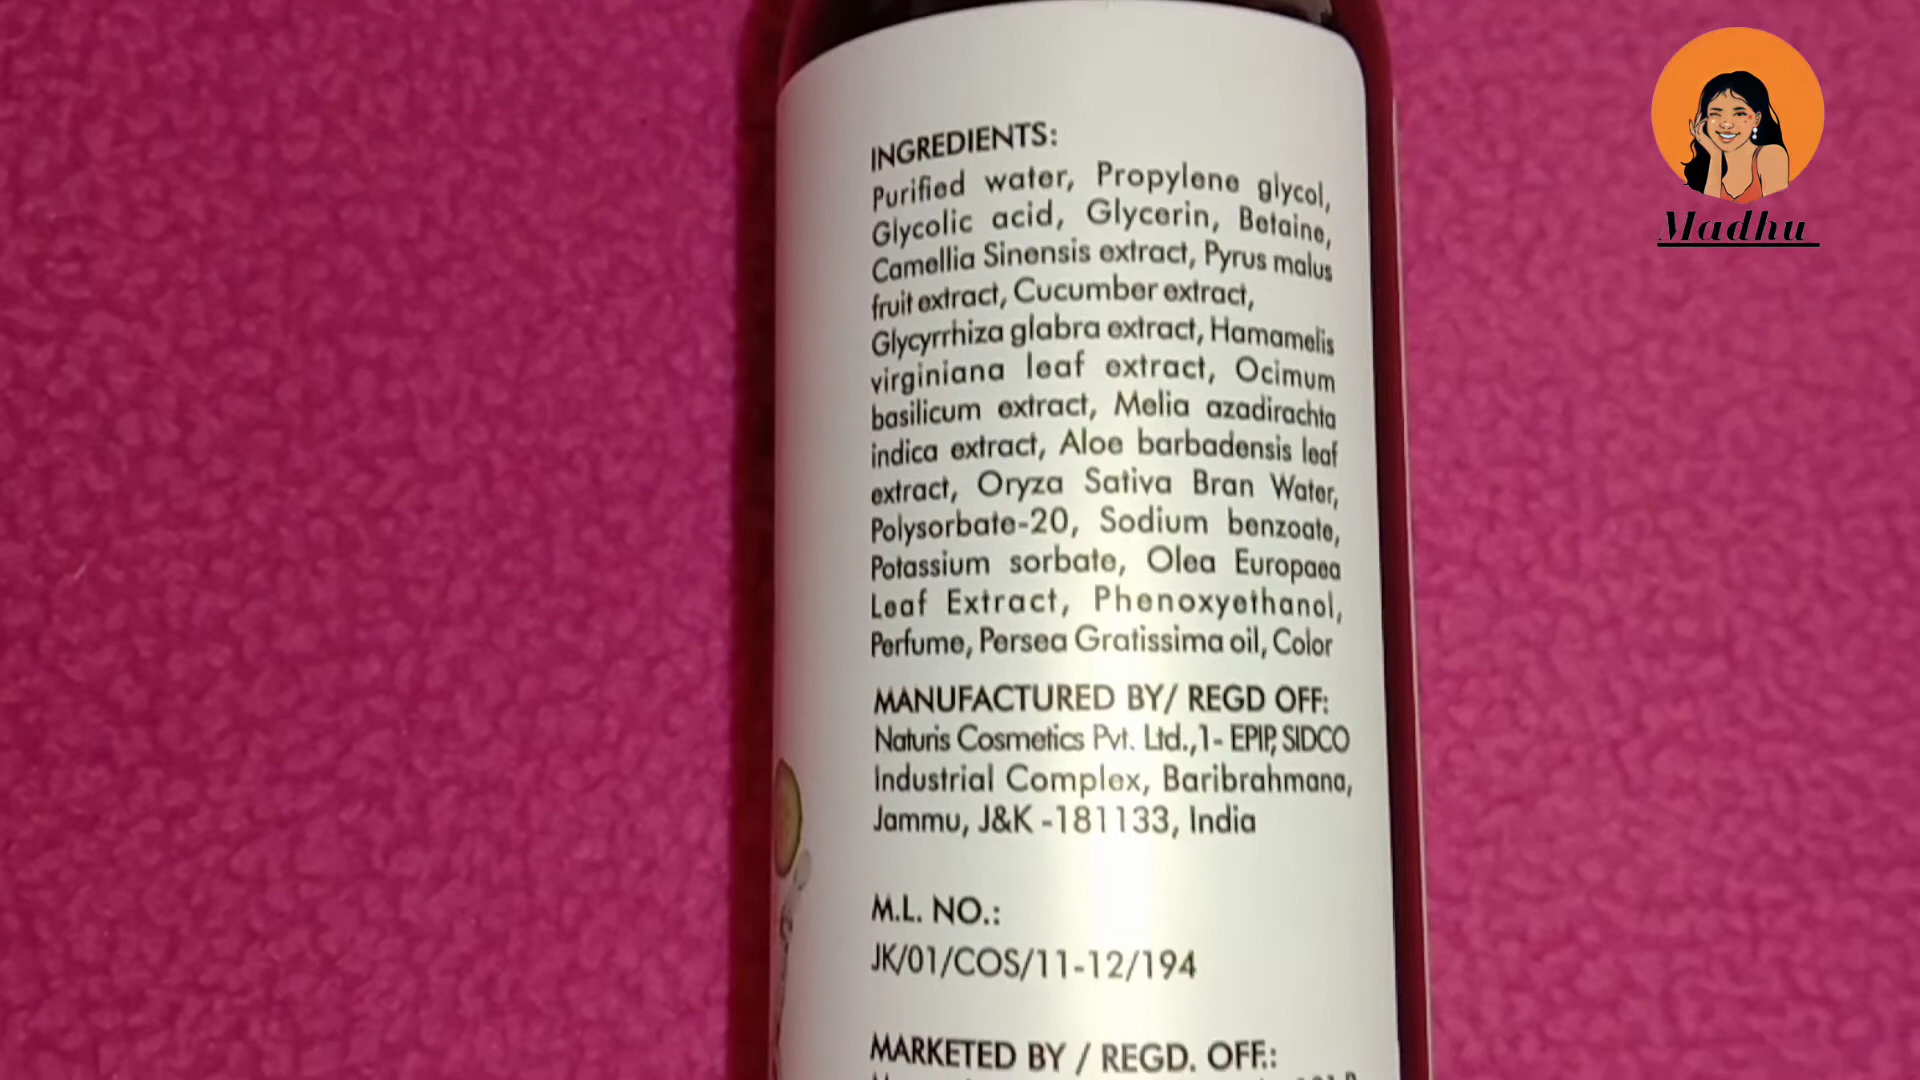 Madhu
INGREDIENTS:
Purified water, Propylene glycol,
Glycolic acid, Glycerin, Betaine,
Camellia Sinensis extract, Pyrus malus
fruit extract, Cucumber extract,
Glycyrrhiza glabra extract, Hamamelis
virginiana leaf extract, Ocimum
basilicum extract, Melia azadirachta
indica extract, Aloe barbadensis leaf
extract, Oryza Sativa Bran Water,
Polysorbate-20, Sodium benzoate,
Potassium sorbate, Olea Europaea
Leaf Extract, Phenoxyethanol,
Perfume, Persea Gratissima oil, Color
MANUFACTURED BY/ REGD OFF:
Naturis Cosmetics Pvt. Ltd.,1- EPIP, SIDCO
Industrial Complex, Baribrahmana,
Jammu, J&K -181133, India
M.L. NO.:
JK/01/COS/11-12/194
MARKETED BY / REGD. OFF.: